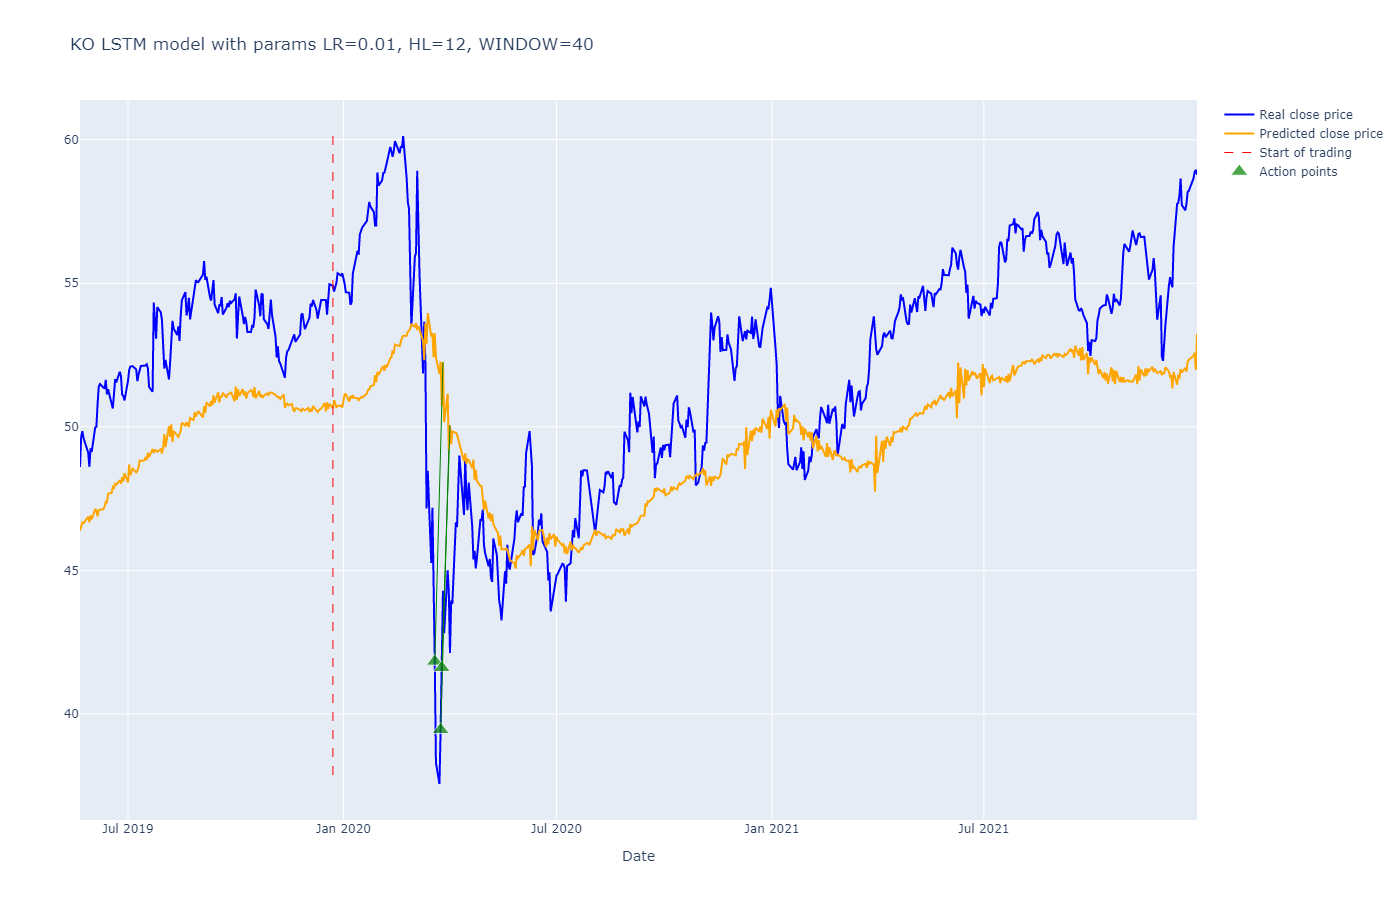 KO LSTM model with params LR=0.01, HL=12, WINDOW=40
Real close price
Predicted close price
Start of trading
Action points
60
55
50
45
40
Jul 2019
Jan 2020
Jul 2020
Jan 2021
Jul 2021
Date